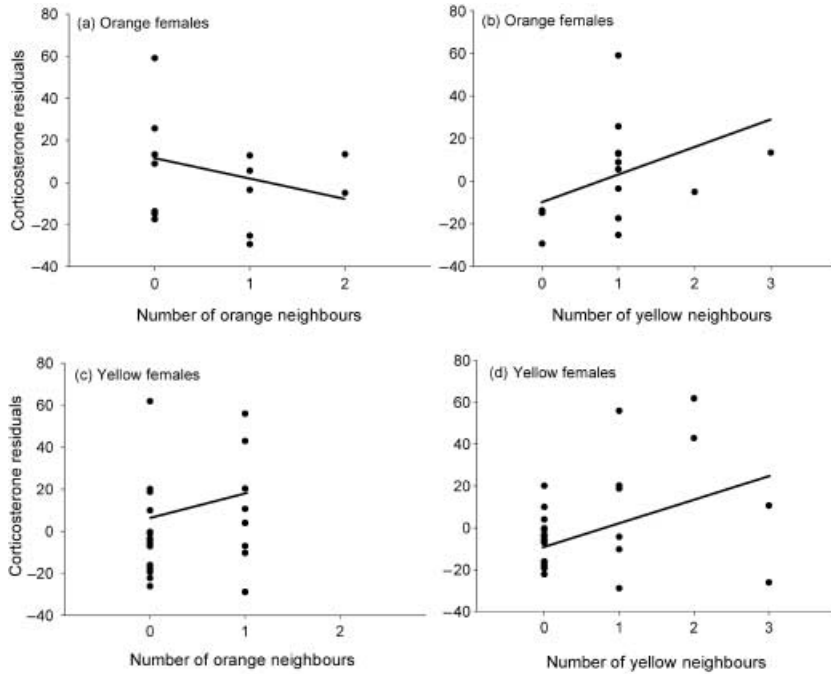 (a) Orange females
80
60
40
20
0
–20
–40
0 1 2
Corticosterone residuals
Number of orange neighbours
(b) Orange females
80
60
40
20
0
–20
–40
0 1 2 3
Number of yellow neighbours
(c) Yellow females
80
60
40
20
0
–20
–40
0 1 2
Corticosterone residuals
Number of orange neighbours
(d) Yellow females
80
60
40
20
0
–20
–40
0 1 2 3
Number of yellow neighbours